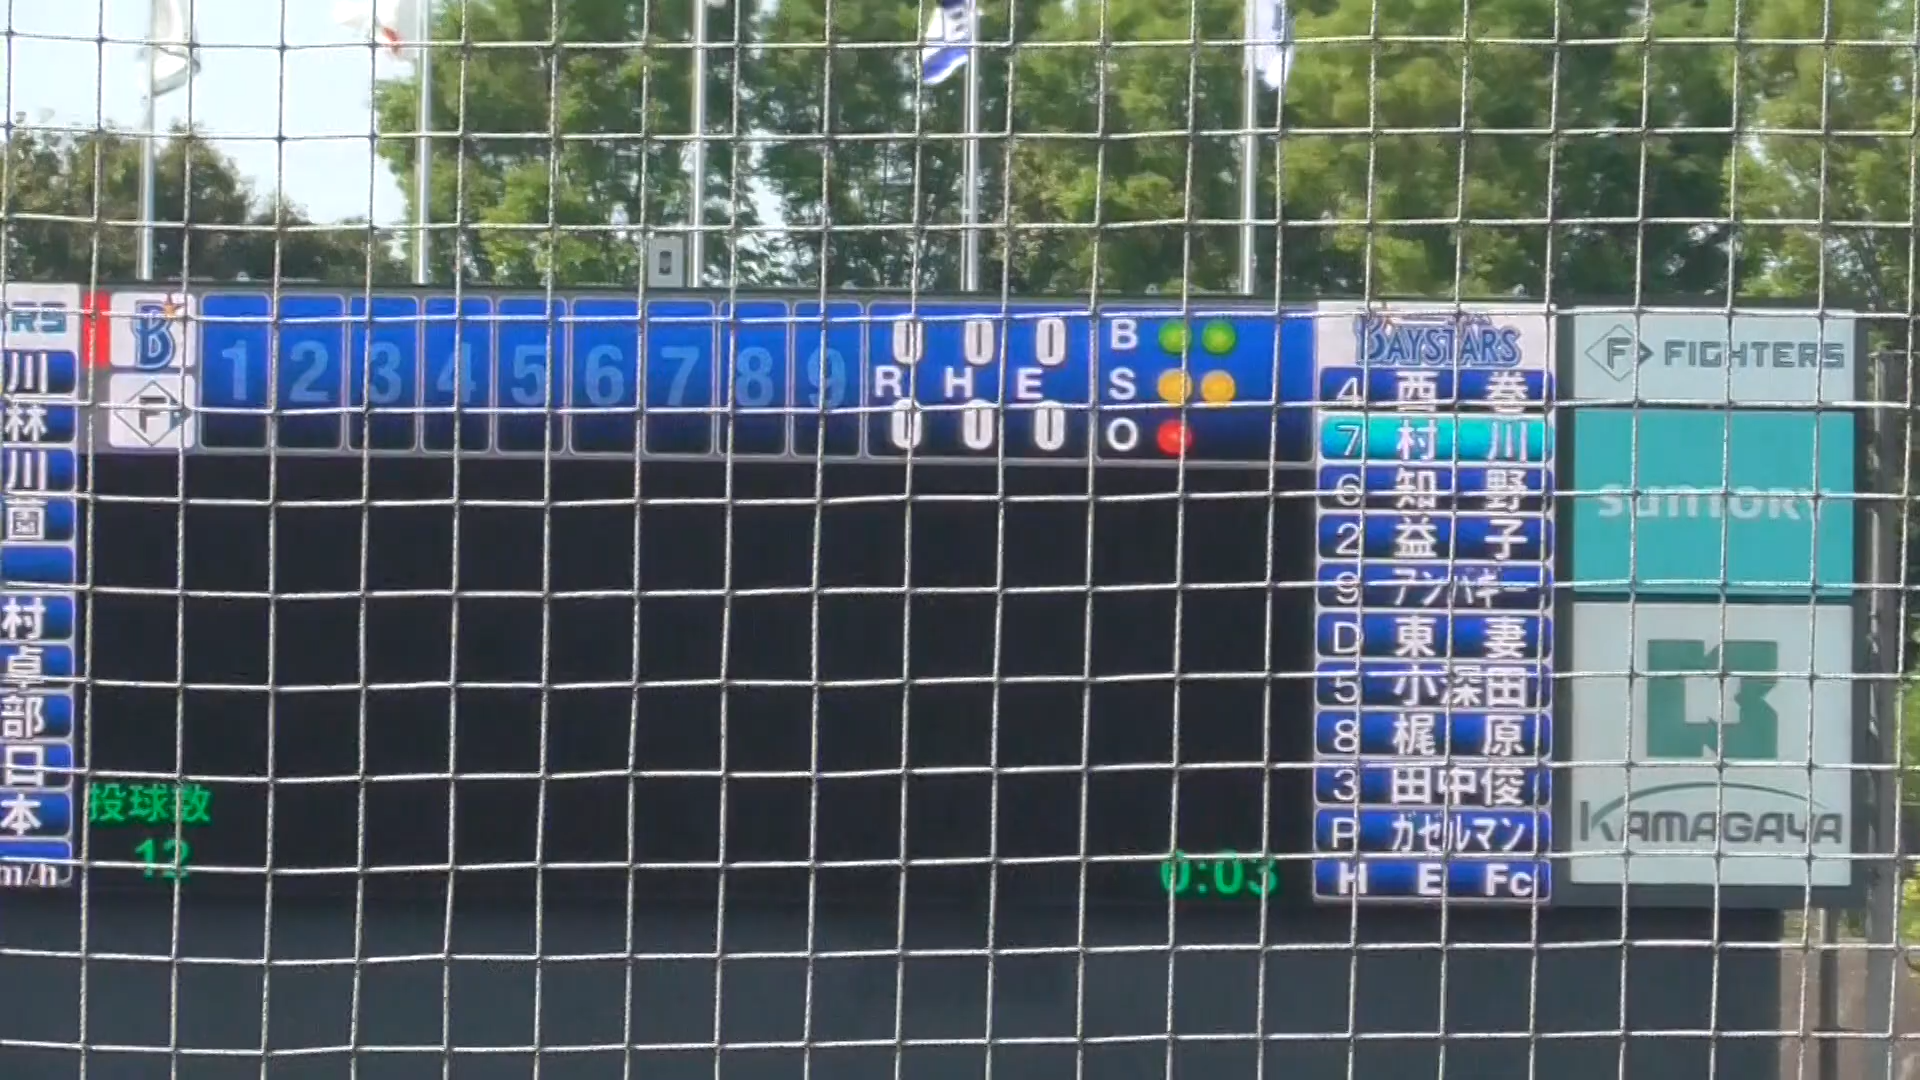 川
林
川
園
村
卓
部
日
本
m/h
B 1 2 3 4 5 6 7 8 9 0 0 0
R H E
F 0 0 0
B
S
O
投球数
12
0:03
BAYSTARS
4 西巻
7 村川
6 知野
2 益子
9 アンバギー
D 東妻
5 小深田
8 梶原
3 田中俊
P ガゼルマン
H E Fc
F FIGHTERS
SUNTORY
KAMAGAYA